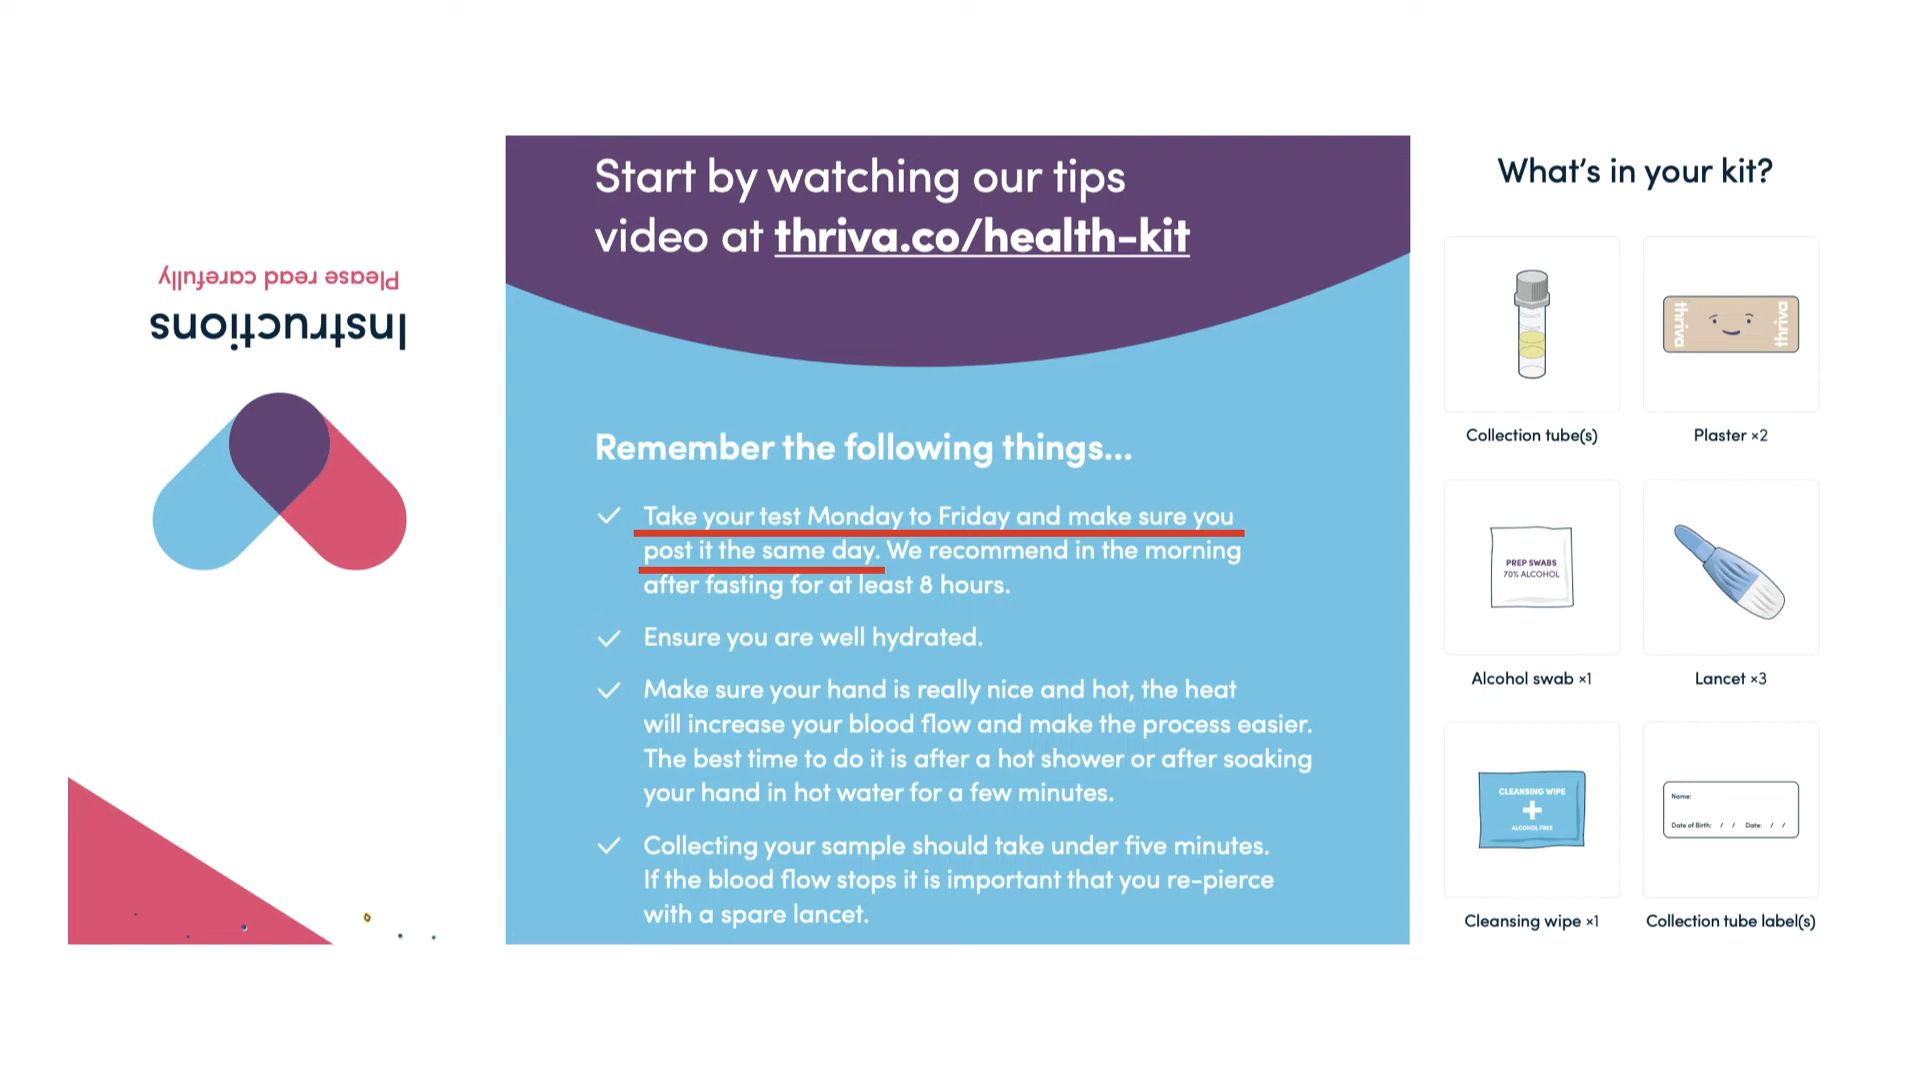 Please read carefully
Instructions
Start by watching our tips
video at thriva.co/health-kit
Remember the following things...
Take your test Monday to Friday and make sure you
post it the same day. We recommend in the morning
after fasting for at least 8 hours.
Ensure you are well hydrated.
Make sure your hand is really nice and hot, the heat
will increase your blood flow and make the process easier.
The best time to do it is after a hot shower or after soaking
your hand in hot water for a few minutes.
Collecting your sample should take under five minutes.
If the blood flow stops it is important that you re-pierce
with a spare lancet.
What's in your kit?
Collection tube(s)
thriva
thriva
Plaster ×2
PREP SWABS
70% ALCOHOL
Alcohol swab ×1
Lancet ×3
CLEANSING WIPE
ALCOHOL FREE
Cleansing wipe ×1
Name:
Date of Birth: / / Date: / /
Collection tube label(s)